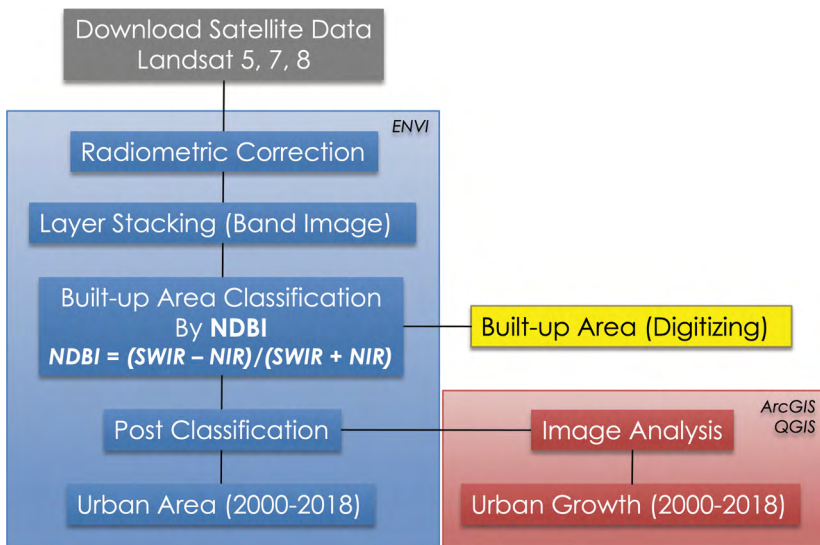 Download Satellite Data
Landsat 5, 7, 8
ENVI
Radiometric Correction
Layer Stacking (Band Image)
Built-up Area Classification
By NDBI
NDBI = (SWIR – NIR)/(SWIR + NIR)
Built-up Area (Digitizing)
ArcGIS
QGIS
Post Classification
Image Analysis
Urban Area (2000-2018)
Urban Growth (2000-2018)